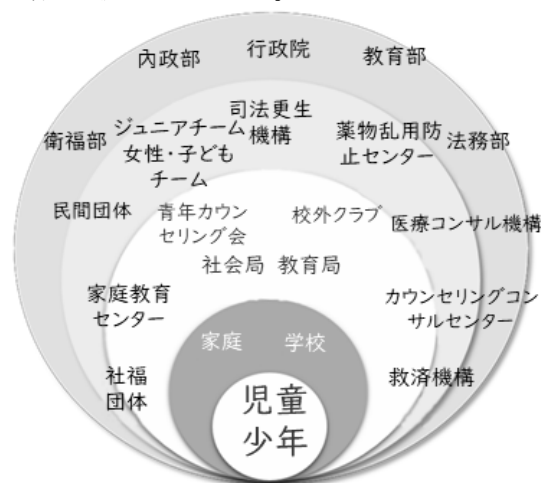 行政院
內政部
教育部
司法更生
機構
ジュニアチーム
女性・子ども
チーム
薬物乱用防
止センター
衛福部
法務部
民間団体
青年カウン
セリング会
校外クラブ
医療コンサル機構
社会局 教育局
家庭教育
センター
カウンセリングコン
サルセンター
家庭 学校
社福
団体
救済機構
児童
少年